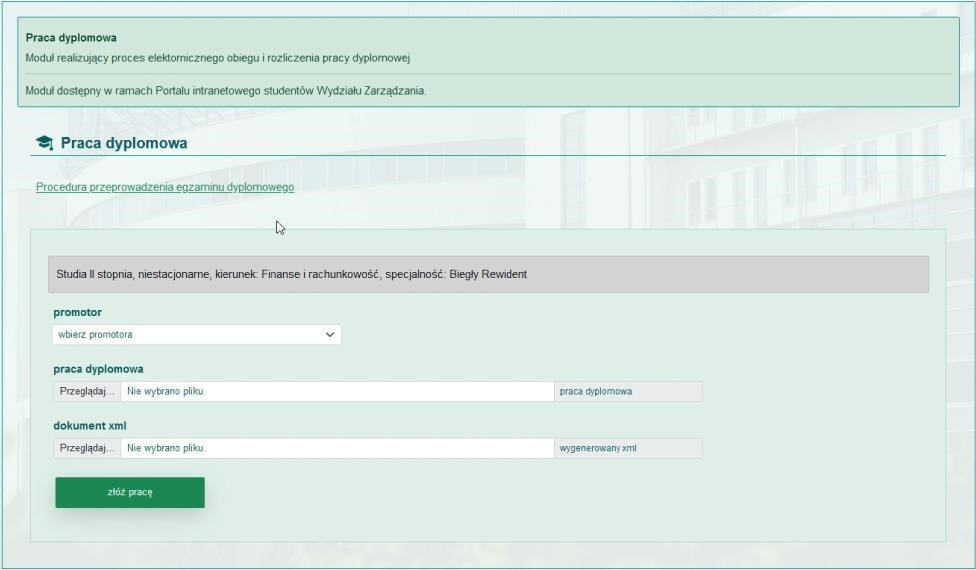 Praca dyplomowa
Moduł realizujący proces elektornicznego obiegu i rozliczenia pracy dyplomowej
Moduł dostępny w ramach Portalu intranetowego studentów Wydziału Zarządzania.
Praca dyplomowa
Procedura przeprowadzenia egzaminu dyplomowego
Studia II stopnia, niestacjonarne, kierunek: Finanse i rachunkowość, specjalność: Biegły Rewident
promotor
wbierz promotora
praca dyplomowa
Przeglądaj... Nie wybrano pliku. praca dyplomowa
dokument xml
Przeglądaj... Nie wybrano pliku. wygenerowany xml
złóż pracę